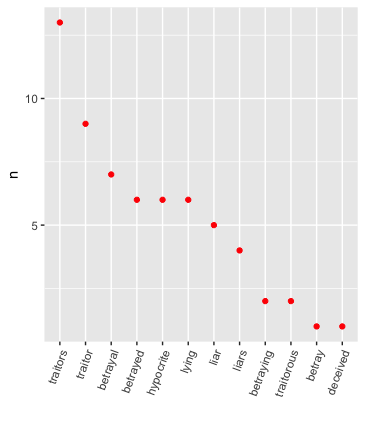 10
5
n
traitors
traitor
betrayal
betrayed
hypocrite
lying
liar
liars
betraying
traitorous
betray
deceived